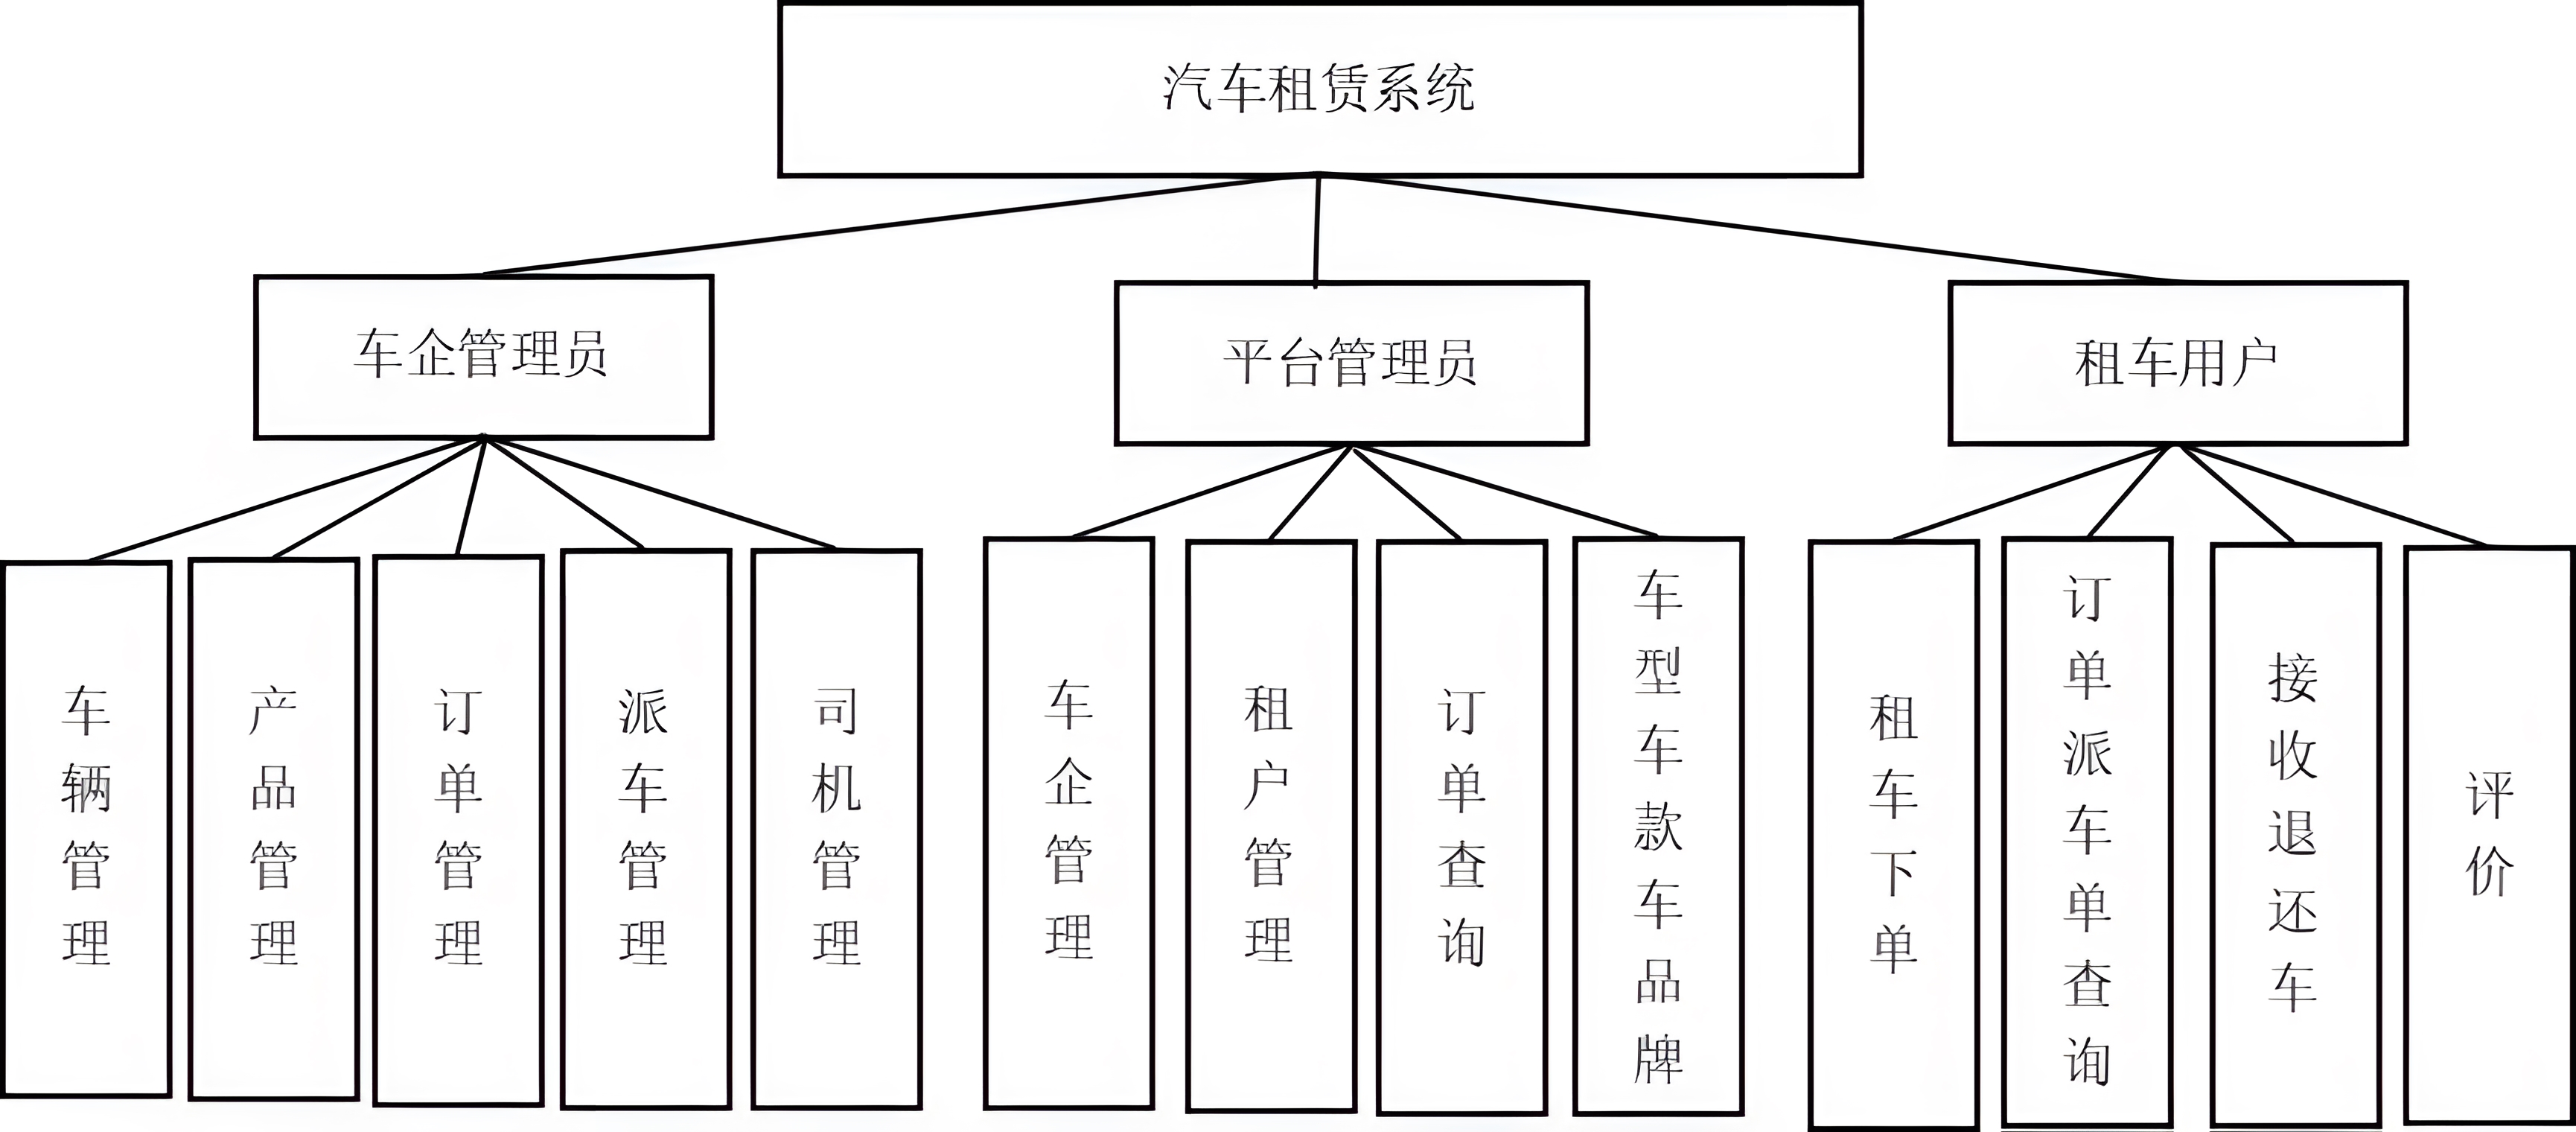 汽车租赁系统
车企管理员
平台管理员
租车用户
车辆管理
产品管理
订单管理
派车管理
司机管理
车企管理
租户管理
订单查询
车型车款车品牌
租车下单
订单派车单查询
接收退还车
评价